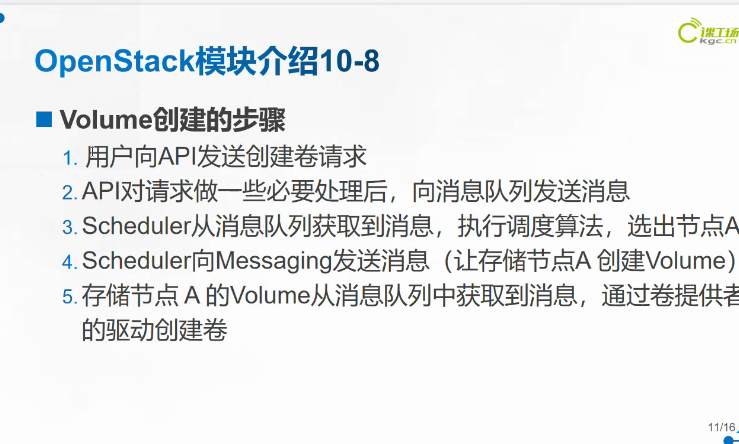 课工场
kgc.cn
OpenStack模块介绍10-8
Volume创建的步骤
1. 用户向API发送创建卷请求
2. API对请求做一些必要处理后，向消息队列发送消息
3. Scheduler从消息队列获取到消息，执行调度算法，选出节点A
4. Scheduler向Messaging发送消息（让存储节点A 创建Volume）
5. 存储节点 A 的Volume从消息队列中获取到消息，通过卷提供者
的驱动创建卷
11/16